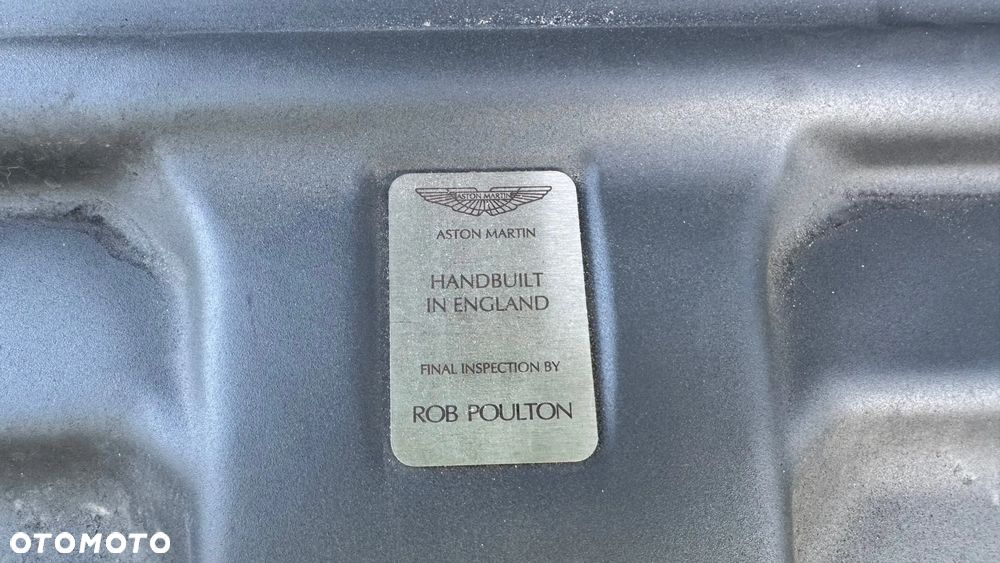 ASTON MARTIN
ASTON MARTIN
HANDBUILT
IN ENGLAND
FINAL INSPECTION BY
ROB POULTON
OTOMOTO